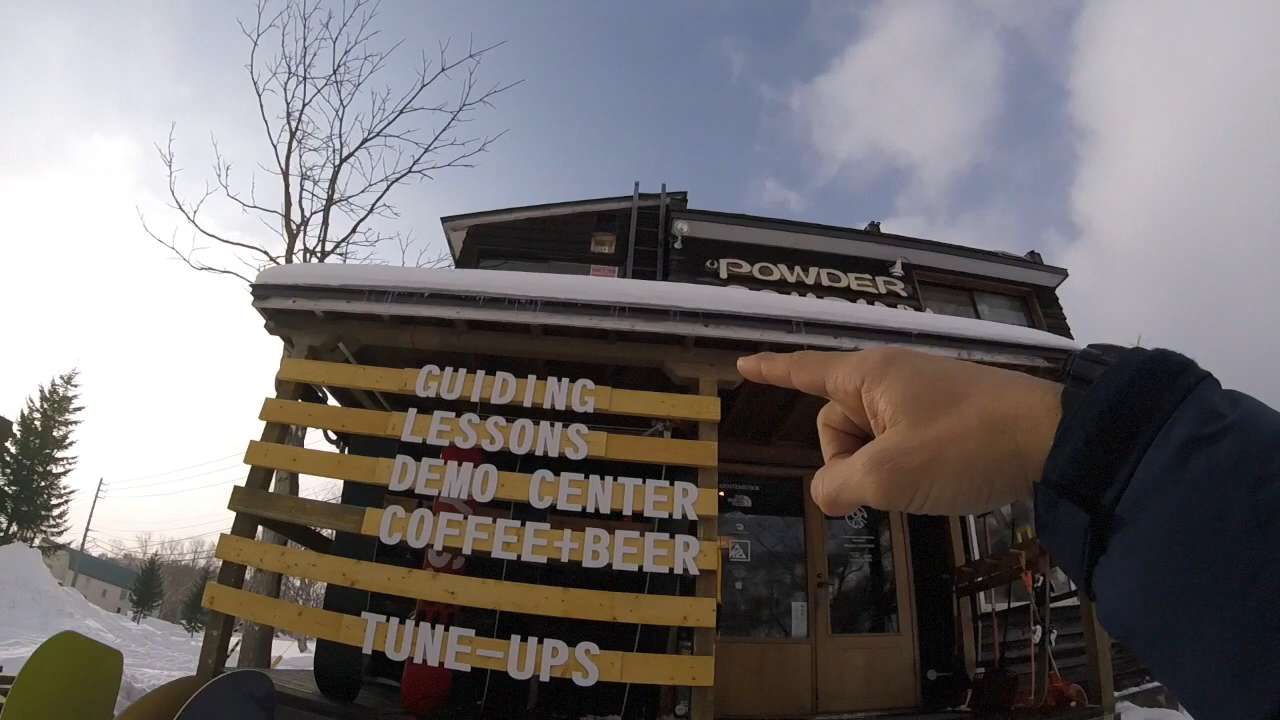 POWDER
GUIDING
LESSONS
DEMO CENTER
COFFEE+BEER
TUNE-UPS